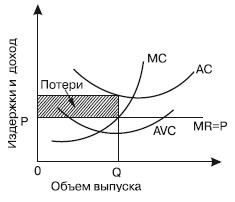 MC
AC
Потери
Издержки и доход
P
AVC
MR=P
0
Q
Объем выпуска